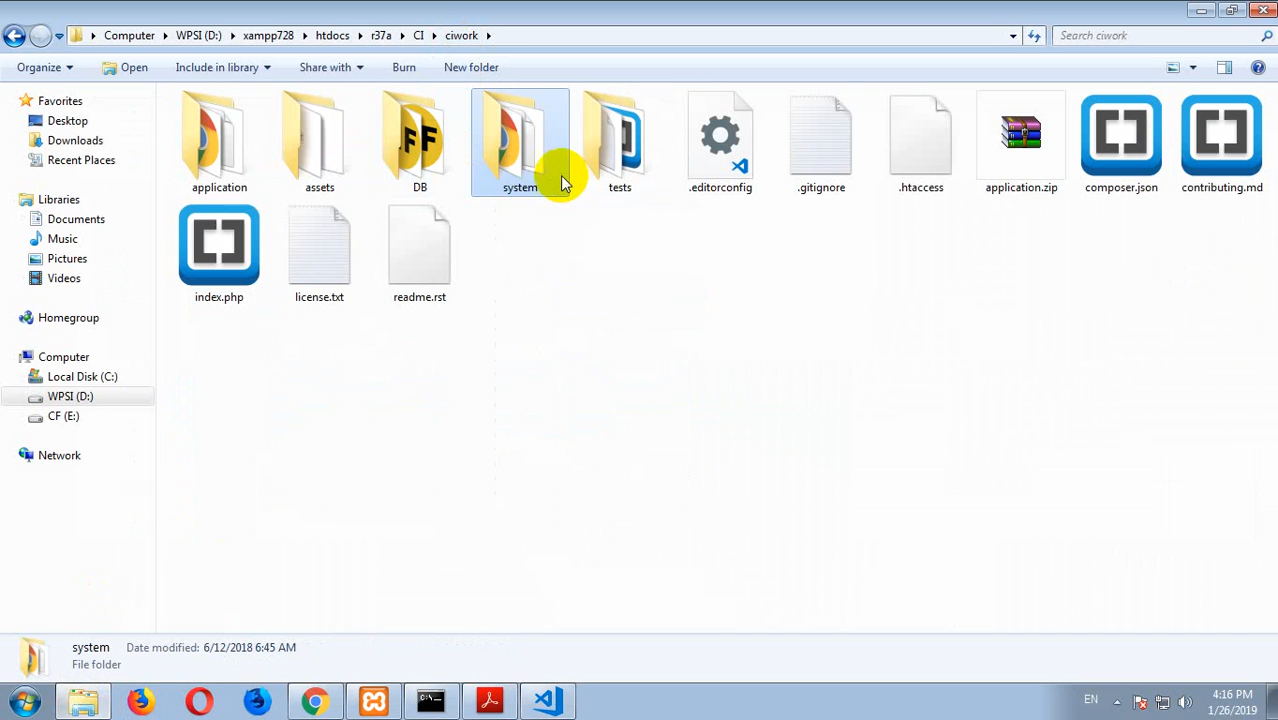 Computer WPSI (D:) xampp728 htdocs r37a CI ciwork Search ciwork
Organize Open Include in library Share with Burn New folder
Favorites
Desktop
Downloads
Recent Places
Libraries
Documents
Music
Pictures
Videos
Homegroup
Computer
Local Disk (C:)
WPSI (D:)
CF (E:)
Network
application assets DB system tests .editorconfig .gitignore .htaccess application.zip composer.json contributing.md
index.php license.txt readme.rst
system Date modified: 6/12/2018 6:45 AM
File folder
EN 4:16 PM
1/26/2019